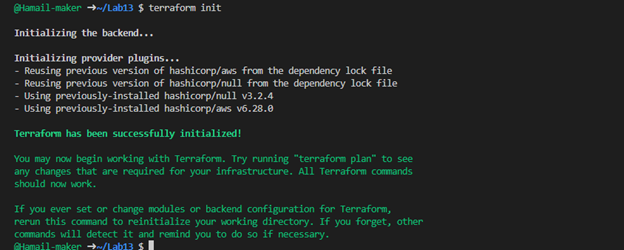 @Hamail-maker ➜~/Lab13 $ terraform init
Initializing the backend...
Initializing provider plugins...
- Reusing previous version of hashicorp/aws from the dependency lock file
- Reusing previous version of hashicorp/null from the dependency lock file
- Using previously-installed hashicorp/null v3.2.4
- Using previously-installed hashicorp/aws v6.28.0
Terraform has been successfully initialized!
You may now begin working with Terraform. Try running "terraform plan" to see
any changes that are required for your infrastructure. All Terraform commands
should now work.
If you ever set or change modules or backend configuration for Terraform,
rerun this command to reinitialize your working directory. If you forget, other
commands will detect it and remind you to do so if necessary.
@Hamail-maker ➜~/Lab13 $